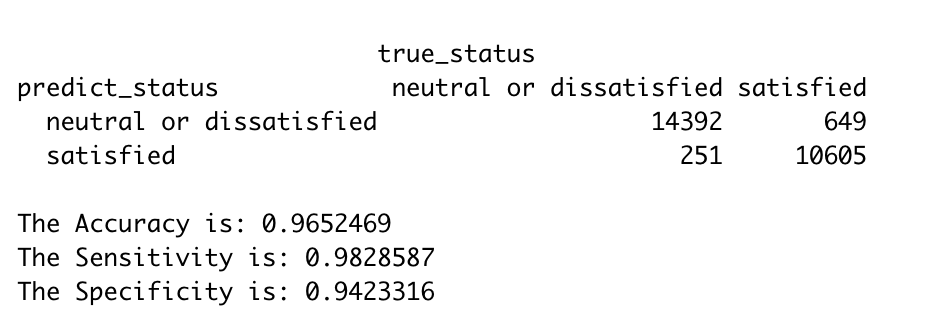 true_status
predict_status neutral or dissatisfied satisfied
neutral or dissatisfied 14392 649
satisfied 251 10605
The Accuracy is: 0.9652469
The Sensitivity is: 0.9828587
The Specificity is: 0.9423316